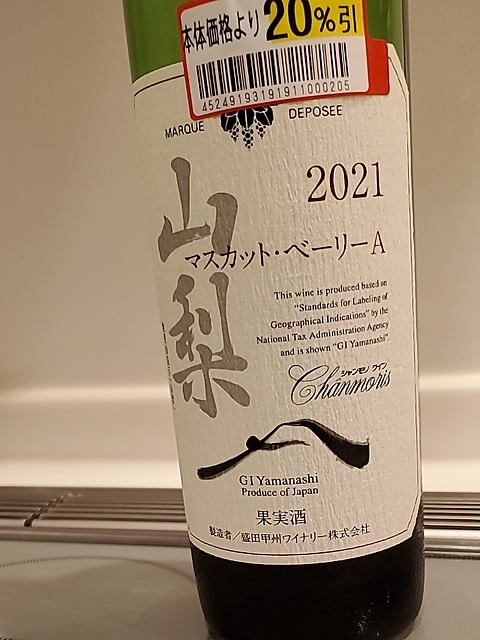 本体価格より20%引
45249193191911000205
MARQUE DEPOSEE
2021
山梨
マスカット・ベーリーA
This wine is produced based on
"Standards for Labeling of
Geographical Indications" by the
National Tax Administration Agency
and is shown "GI Yamanashi"
シャンモリ ワイン
Chanmoris
GI Yamanashi
Produce of Japan
果実酒
製造者／盛田甲州ワイナリー株式会社